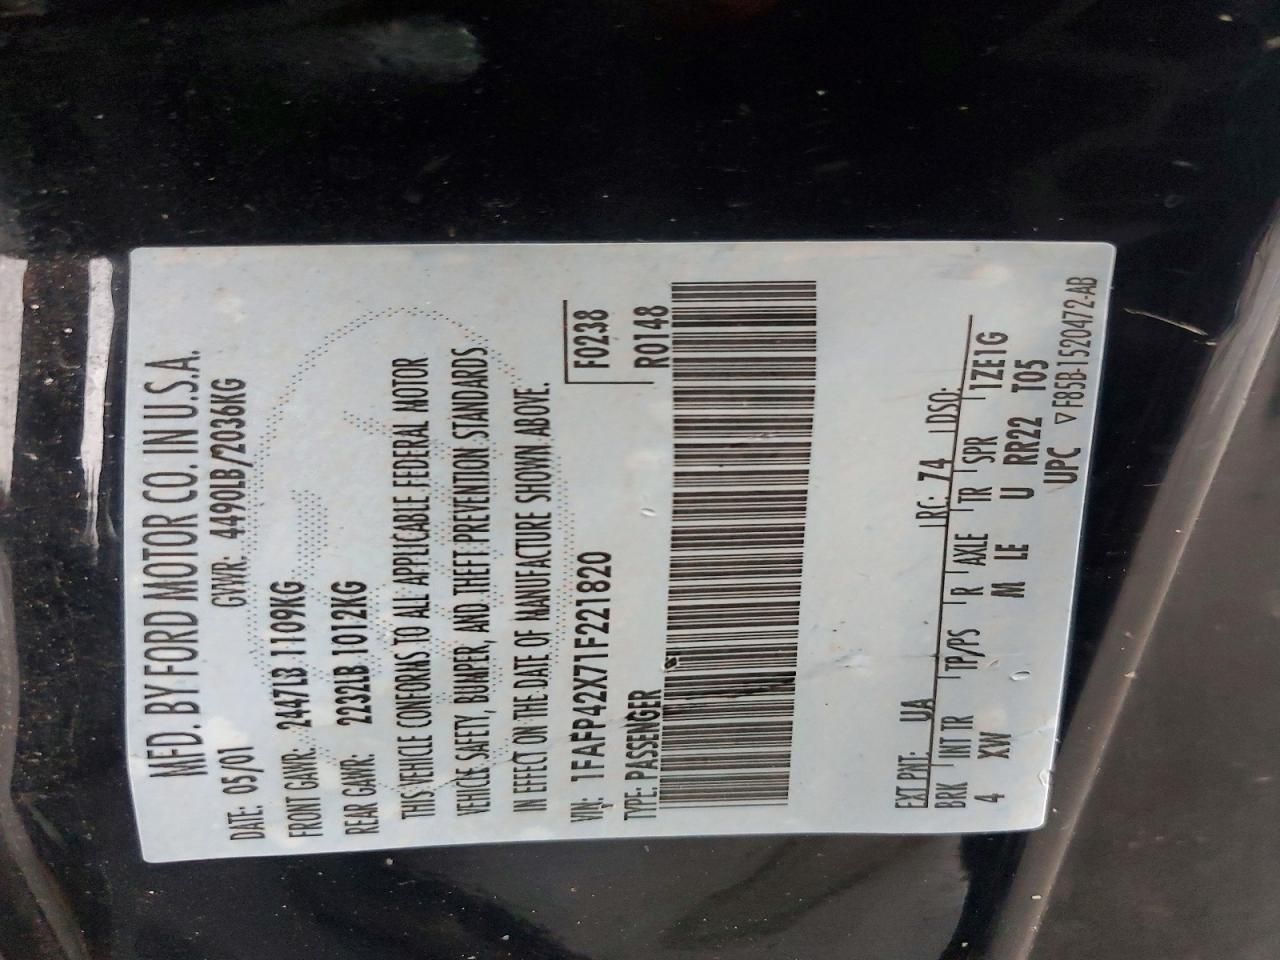 MFD. BY FORD MOTOR CO. IN U.S.A.
DATE: 05/01 GVWR: 4490LB/2036KG
FRONT GAWR: 2447LB 1109KG
REAR GAWR: 2232LB 1012KG
THIS VEHICLE CONFORMS TO ALL APPLICABLE FEDERAL MOTOR
VEHICLE SAFETY, BUMPER, AND THEFT PREVENTION STANDARDS
IN EFFECT ON THE DATE OF MANUFACTURE SHOWN ABOVE.
VIN: 1FAFP42X71F221820 F0238
TYPE: PASSENGER R0148
EXT PNT: UA RC: 74 DSO:
BRK INT TR TP/PS R AXLE TR SPR 1ZE1G
4 XW M LE U RR22 T05
UPC ▽F85B-1520472-AB